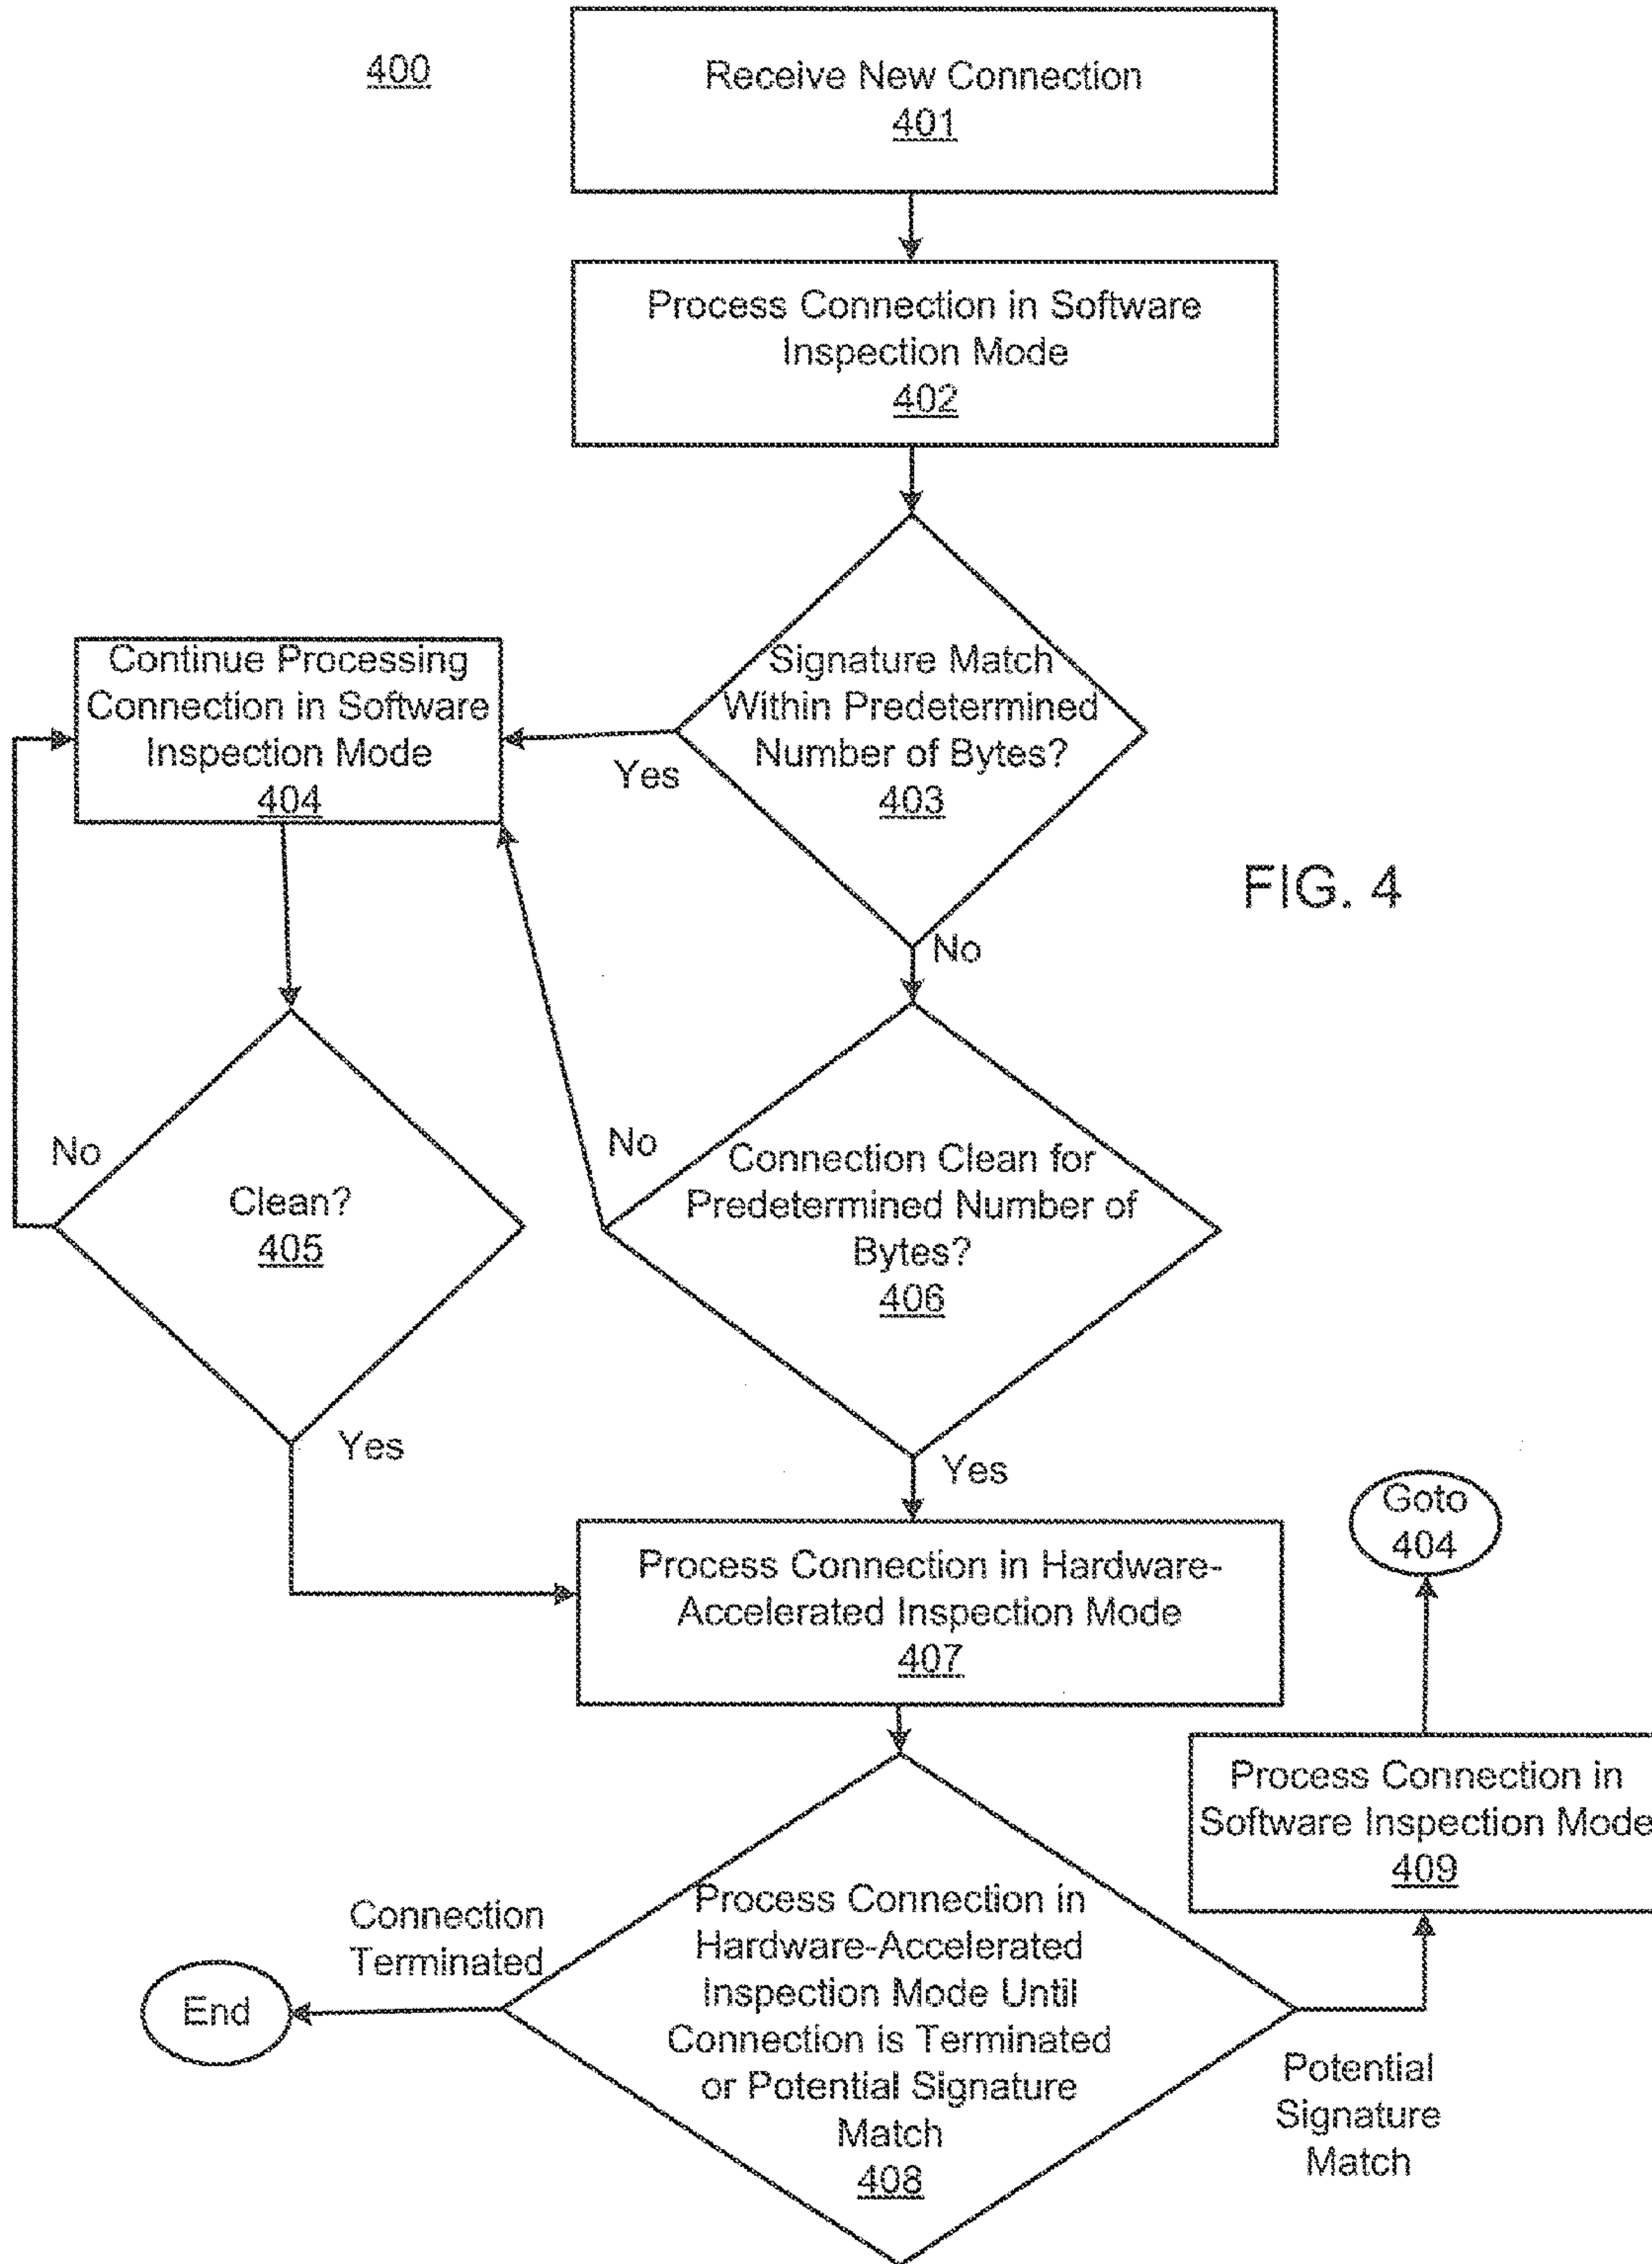 400
Receive New Connection
401
Process Connection in Software
Inspection Mode
402
Signature Match
Within Predetermined
Number of Bytes?
403
Yes
No
Continue Processing
Connection in Software
Inspection Mode
404
FIG. 4
Clean?
405
No
Yes
Connection Clean for
Predetermined Number of
Bytes?
406
No
Yes
Process Connection in Hardware-
Accelerated Inspection Mode
407
Goto
404
Process Connection in
Software Inspection Mode
409
Process Connection in
Hardware-Accelerated
Inspection Mode Until
Connection is Terminated
or Potential Signature
Match
408
Connection
Terminated
End
Potential
Signature
Match